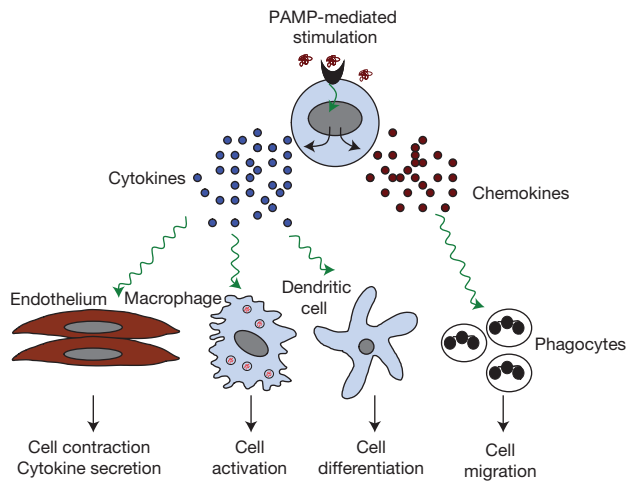 PAMP-mediated
stimulation
Cytokines
Chemokines
Endothelium
Macrophage
Dendritic
cell
Phagocytes
Cell contraction
Cytokine secretion
Cell
activation
Cell
differentiation
Cell
migration